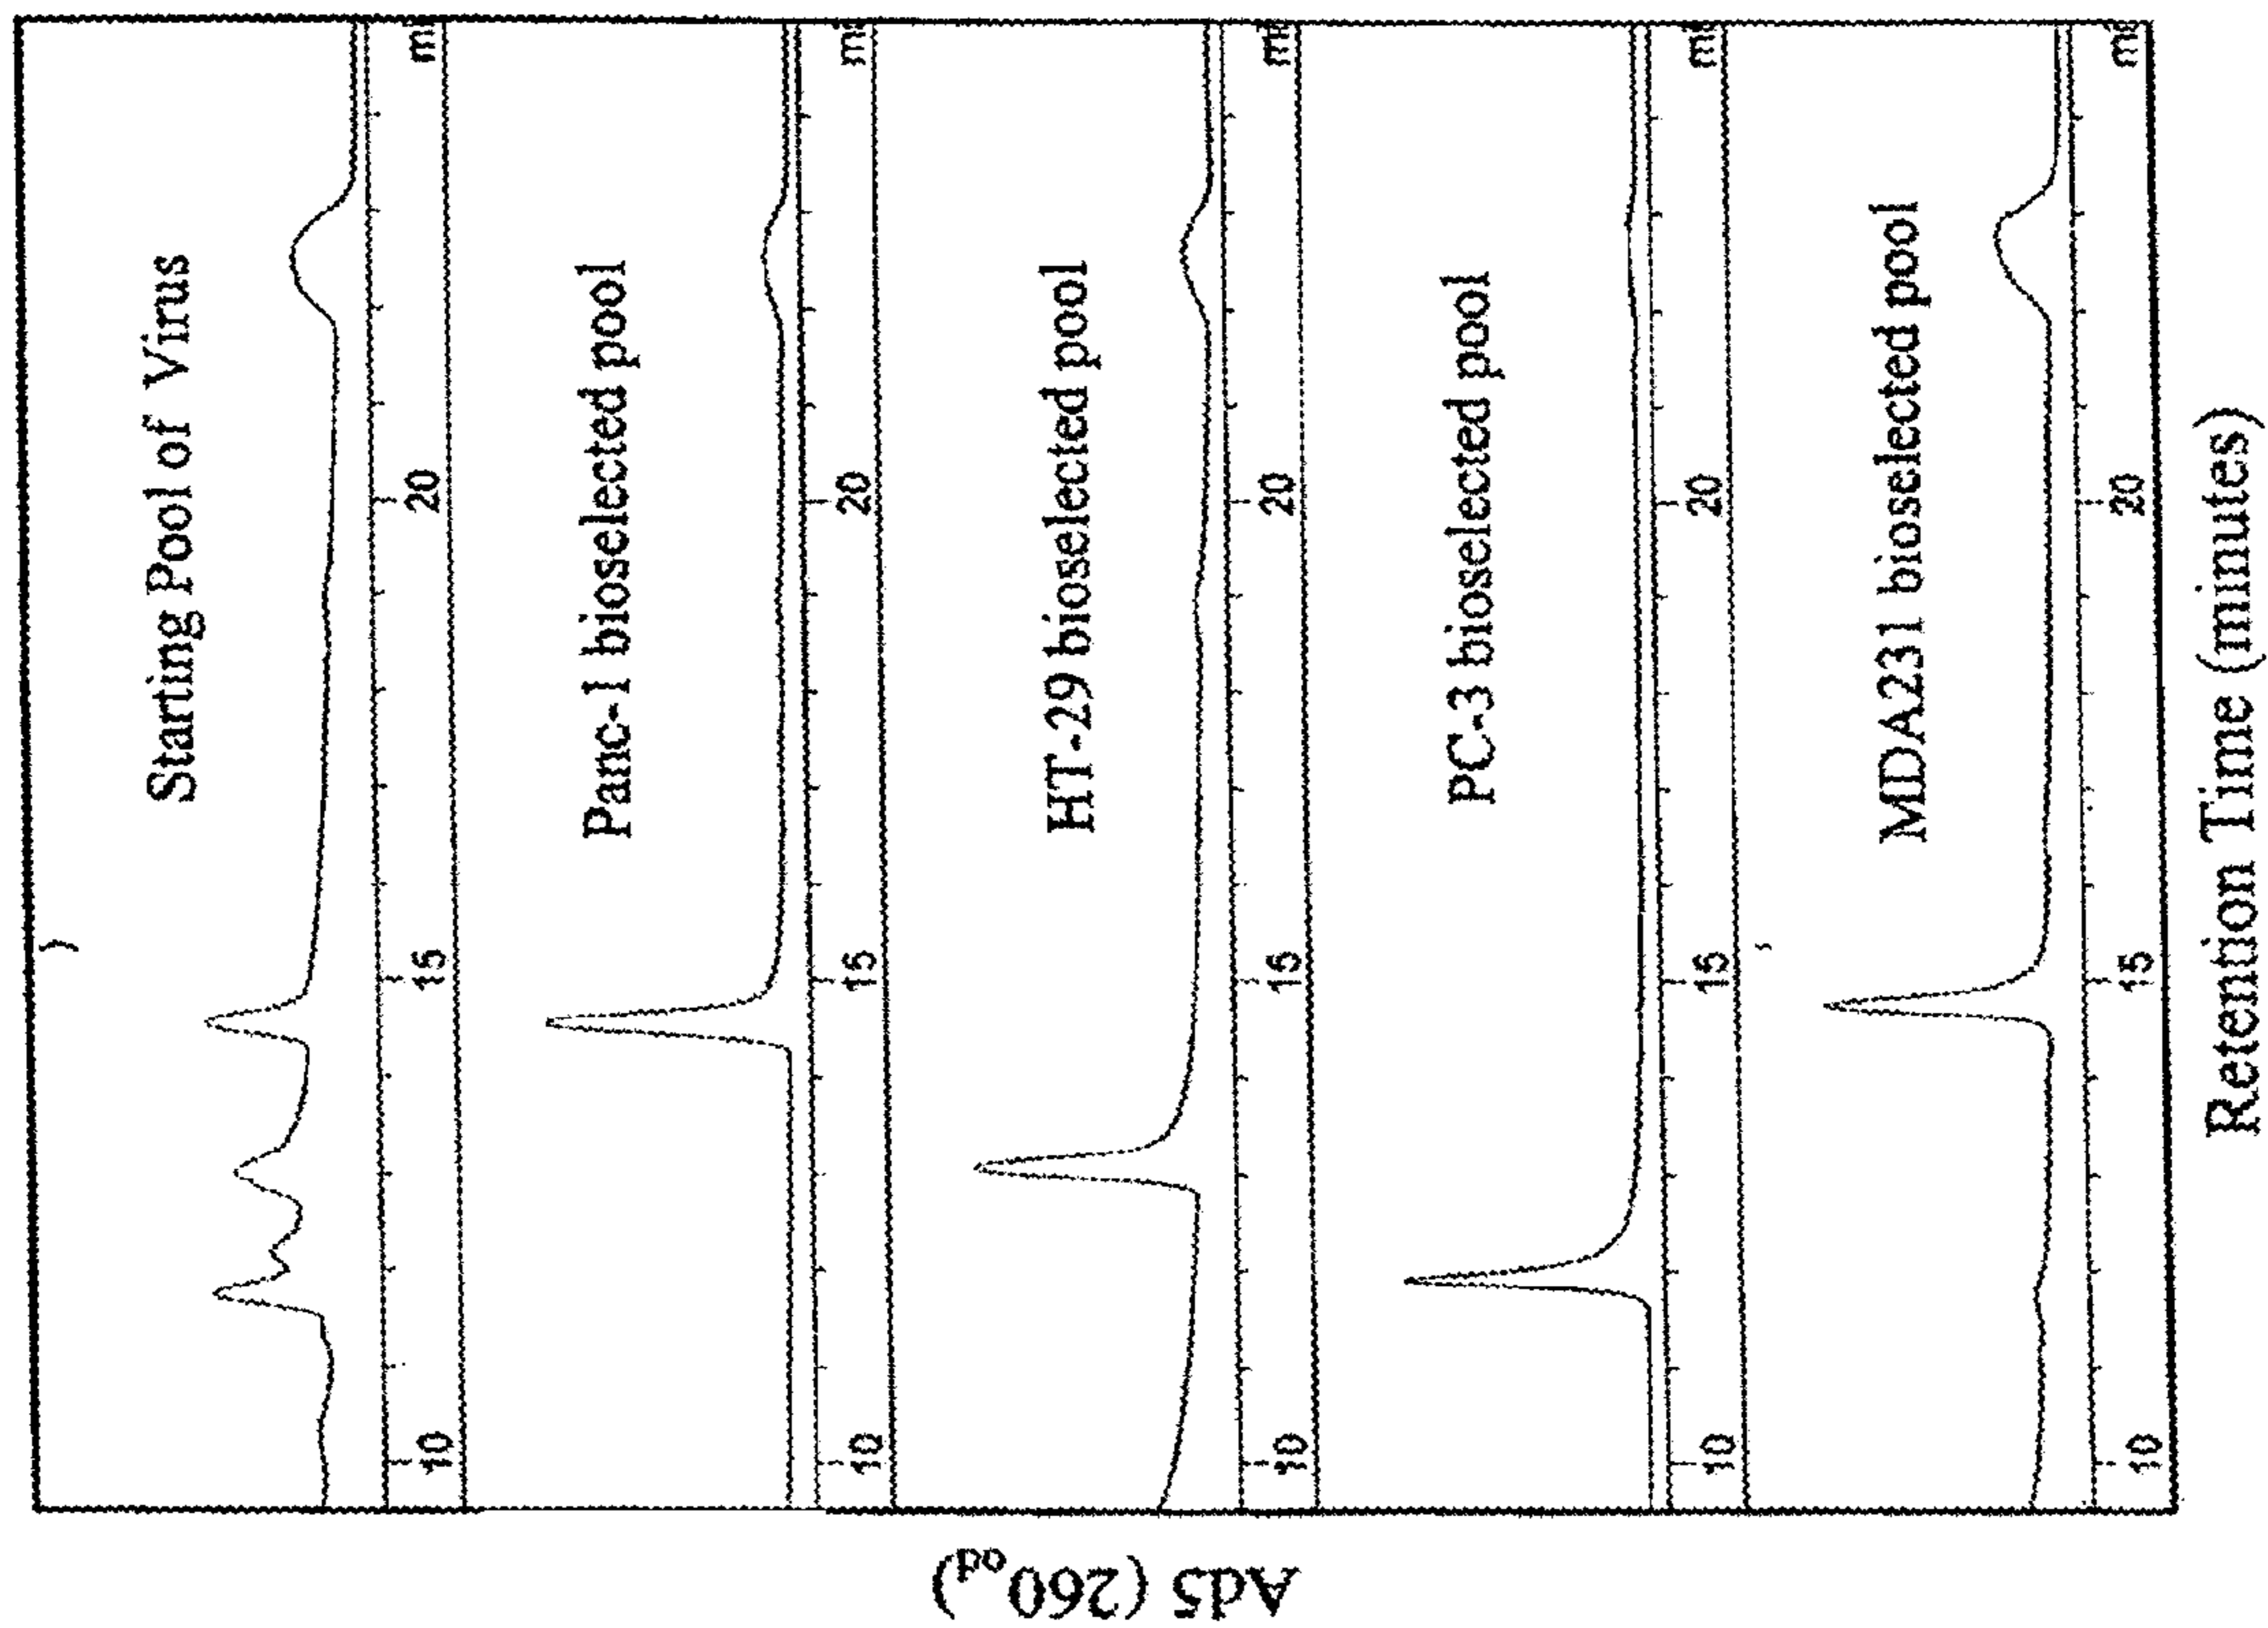 Starting Pool of Virus
10
15
20
Panc-1 bioselected pool
10
15
20
HT-29 bioselected pool
10
15
20
PC-3 bioselected pool
10
15
20
MDA231 bioselected pool
10
15
20
Retention Time (minutes)
Ad5 (260od)